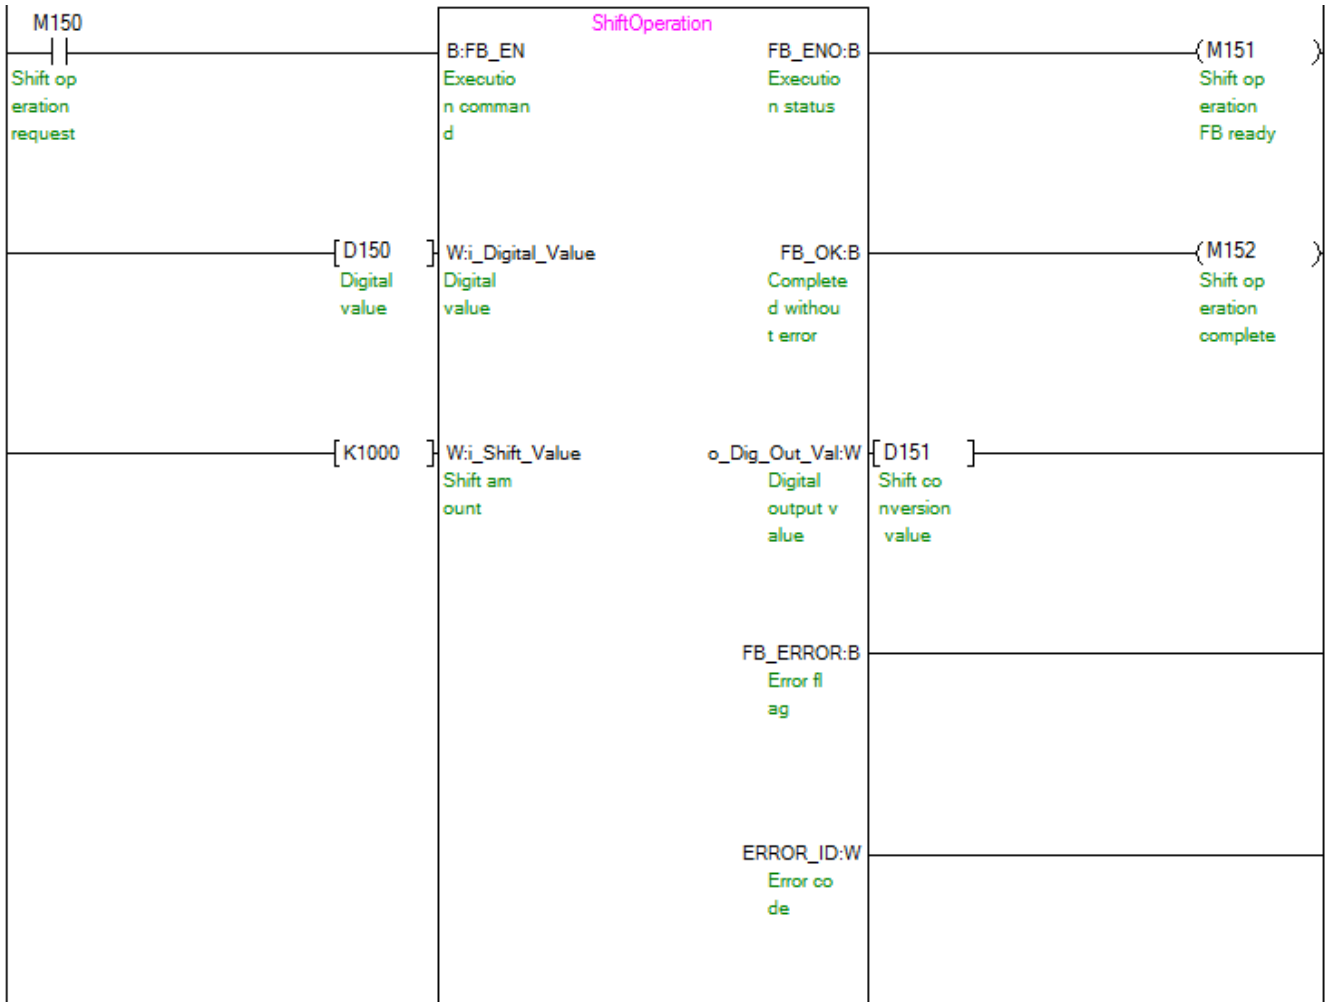 M150
ShiftOperation
B:FB_EN
FB_ENO:B
M151
Shift op
eration
request
Executio
n comman
d
Executio
n status
Shift op
eration
FB ready
D150
W:i_Digital_Value
FB_OK:B
M152
Digital
value
Digital
value
Complete
d withou
t error
Shift op
eration
complete
K1000
W:i_Shift_Value
o_Dig_Out_Val:W
D151
Shift am
ount
Digital
output v
alue
Shift co
nversion
value
FB_ERROR:B
Error fl
ag
ERROR_ID:W
Error co
de